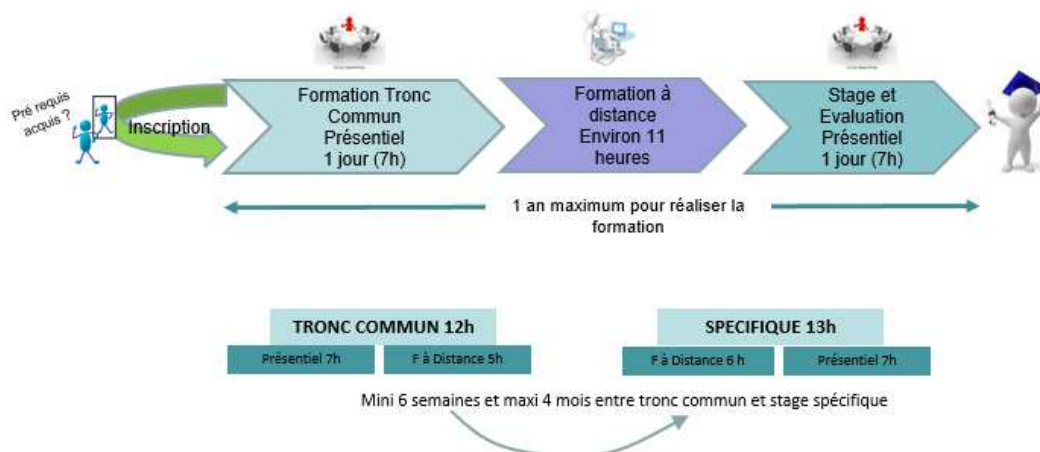 Pré requis
acquis ?
Inscription
Formation Tronc
Commun
Présentiel
1 jour (7h)
Formation à
distance
Environ 11
heures
Stage et
Evaluation
Présentiel
1 jour (7h)
1 an maximum pour réaliser la
formation
TRONC COMMUN 12h
Présentiel 7h
F à Distance 5h
SPECIFIQUE 13h
F à Distance 6 h
Présentiel 7h
Mini 6 semaines et maxi 4 mois entre tronc commun et stage spécifique